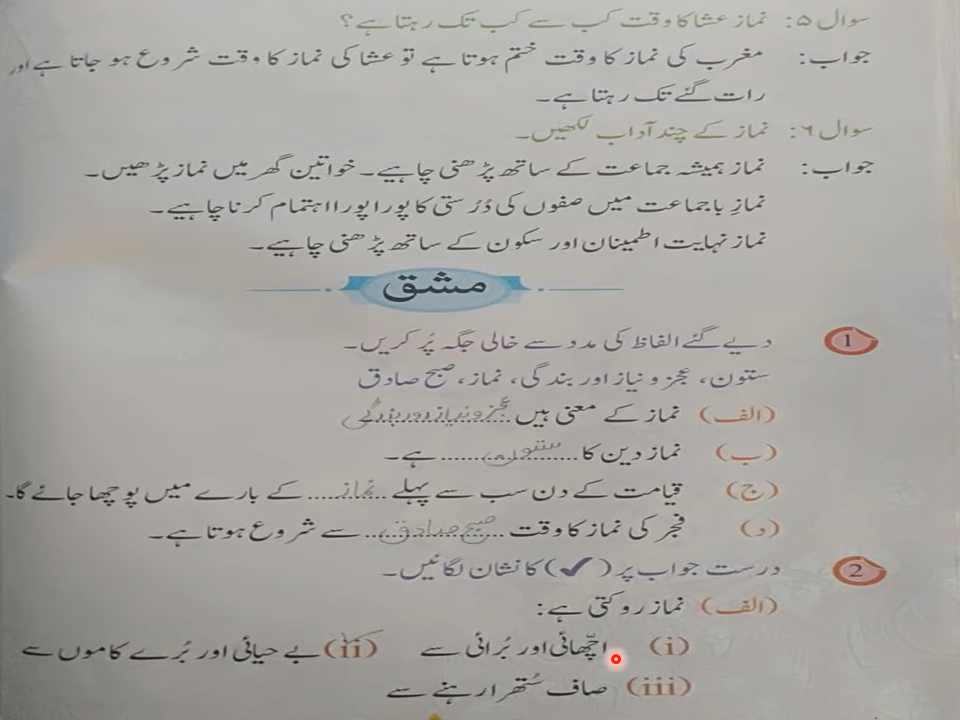 سوال ۵: نماز عشا کا وقت کب سے کب تک رہتا ہے؟
جواب: مغرب کی نماز کا وقت ختم ہوتا ہے تو عشا کی نماز کا وقت شروع ہو جاتا ہے اور
رات گئے تک رہتا ہے۔
سوال ۶: نماز کے چند آداب لکھیں۔
جواب: نماز ہمیشہ جماعت کے ساتھ پڑھنی چاہیے۔ خواتین گھر میں نماز پڑھیں۔
نمازِ باجماعت میں صفوں کی دُرستی کا پورا پورا اہتمام کرنا چاہیے۔
نماز نہایت اطمینان اور سکون کے ساتھ پڑھنی چاہیے۔
مشق
1 دیے گئے الفاظ کی مدد سے خالی جگہ پُر کریں۔
ستون، عجز و نیاز اور بندگی، نماز، صبح صادق
(الف) نماز کے معنی ہیں عجز و نیاز اور بندگی
(ب) نماز دین کا ستون ہے۔
(ج) قیامت کے دن سب سے پہلے نماز کے بارے میں پوچھا جائے گا۔
(د) فجر کی نماز کا وقت صبح صادق سے شروع ہوتا ہے۔
2 درست جواب پر (✓) کا نشان لگائیں۔
(الف) نماز روکتی ہے:
(i) اچھّائی اور بُرائی سے (ii) بے حیائی اور بُرے کاموں سے
(iii) صاف سُتھرا رہنے سے